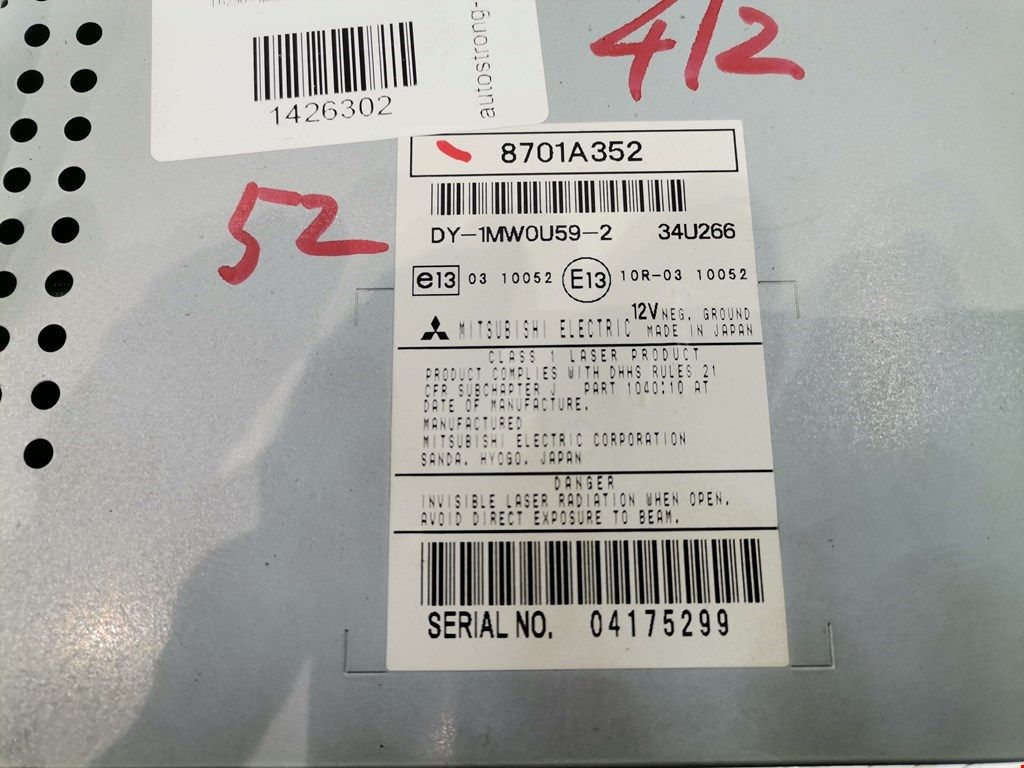 1426302
autostrong-
412
8701A352
52
DY-1MW0U59-2 34U266
e13 03 10052 E13 10R-03 10052
12V NEG. GROUND
MITSUBISHI ELECTRIC MADE IN JAPAN
CLASS 1 LASER PRODUCT
PRODUCT COMPLIES WITH DHHS RULES 21
CFR SUBCHAPTER J PART 1040:10 AT
DATE OF MANUFACTURE.
MANUFACTURED
MITSUBISHI ELECTRIC CORPORATION
SANDA. HYOGO. JAPAN
DANGER
INVISIBLE LASER RADIATION WHEN OPEN.
AVOID DIRECT EXPOSURE TO BEAM.
SERIAL NO. 04175299